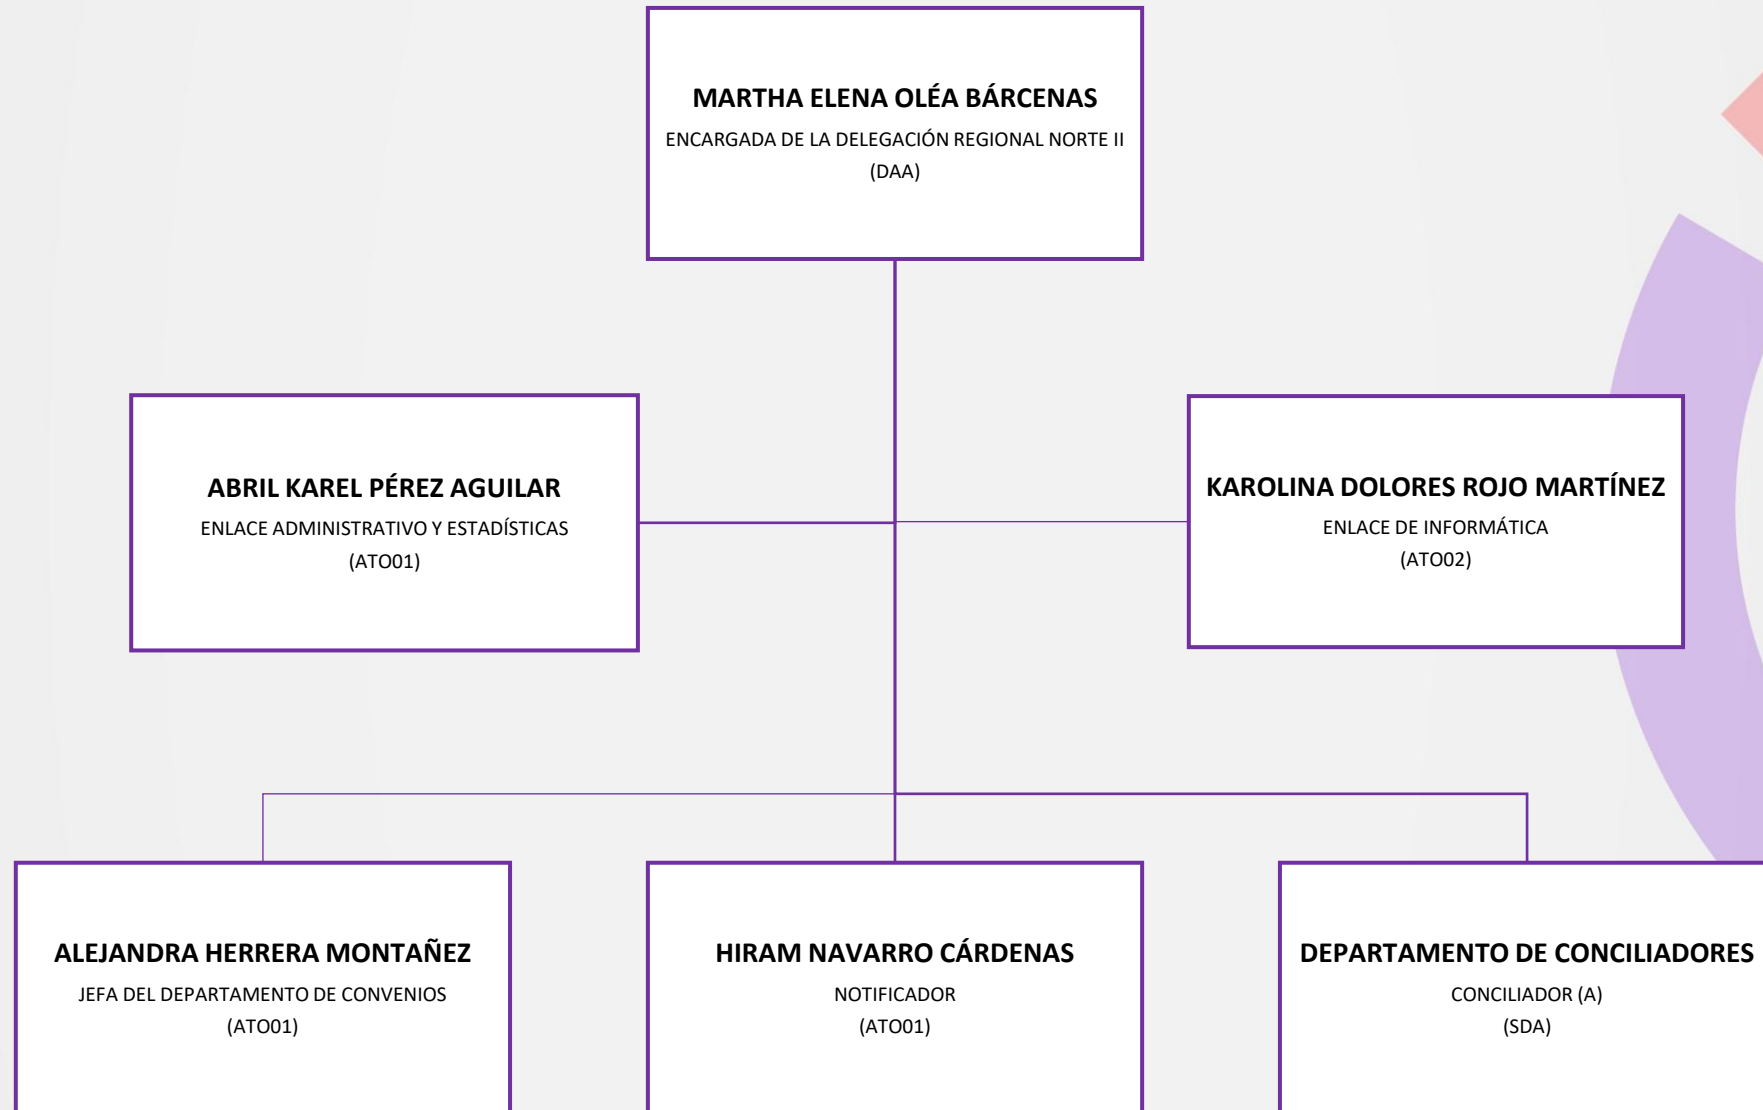 MARTHA ELENA OLÉA BÁRCENAS
ENCARGADA DE LA DELEGACIÓN REGIONAL NORTE II
(DAA)
ABRIL KAREL PÉREZ AGUILAR
ENLACE ADMINISTRATIVO Y ESTADÍSTICAS
(ATO01)
KAROLINA DOLORES ROJO MARTÍNEZ
ENLACE DE INFORMÁTICA
(ATO02)
ALEJANDRA HERRERA MONTAÑEZ
JEFA DEL DEPARTAMENTO DE CONVENIOS
(ATO01)
HIRAM NAVARRO CÁRDENAS
NOTIFICADOR
(ATO01)
DEPARTAMENTO DE CONCILIADORES
CONCILIADOR (A)
(SDA)